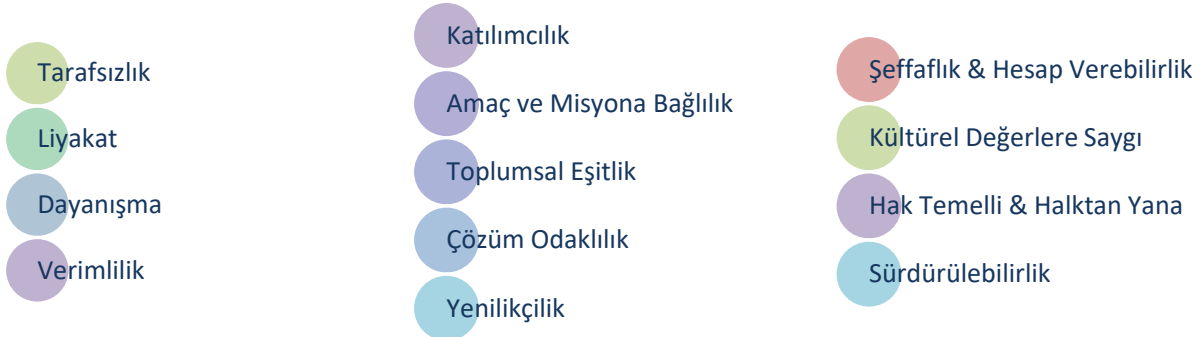 Tarafsızlık
Liyakat
Dayanışma
Verimlilik
Katılımcılık
Amaç ve Misyona Bağlılık
Toplumsal Eşitlik
Çözüm Odaklılık
Yenilikçilik
Şeffaflık & Hesap Verebilirlik
Kültürel Değerlere Saygı
Hak Temelli & Halktan Yana
Sürdürülebilirlik